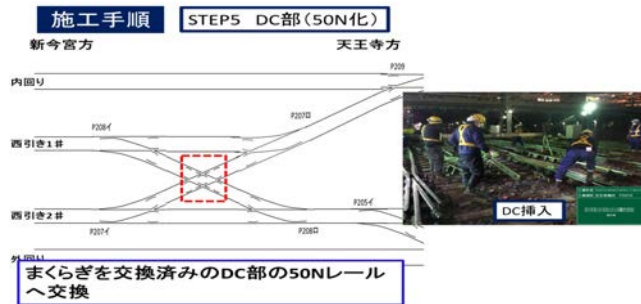 施工手順
STEP5 DC部(50N化)
新今宮方
天王寺方
P209
内回り
P207ロ
P208イ
西引き1#
P205イ
西引き2#
P207イ
P208ロ
外回り
DC挿入
まくらぎを交換済みのDC部の50Nレール
へ交換